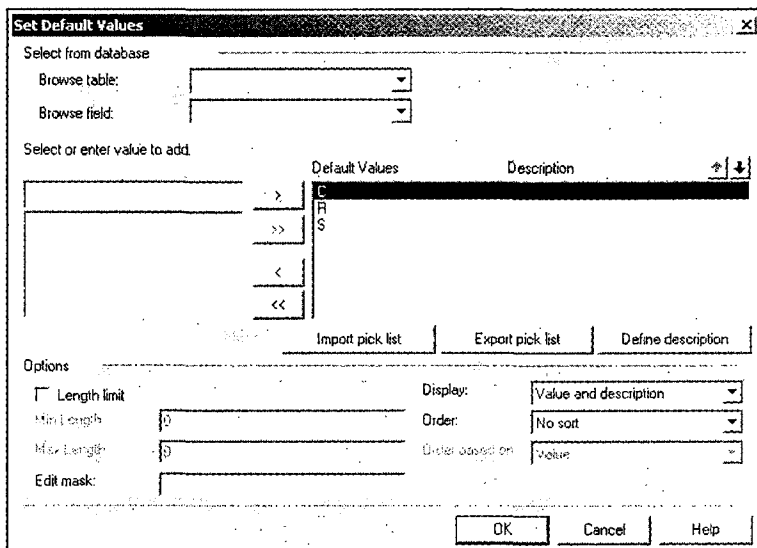 Set Default Values
Select from database
Browse table:
Browse field:
Select or enter value to add.
Default Values Description
>
>>
<
<<
C
R
S
Import pick list Export pick list Define description
Options
Length limit
Min Length 0
Max Length 0
Edit mask:
Display: Value and description
Order: No sort
Order based on Value
OK Cancel Help